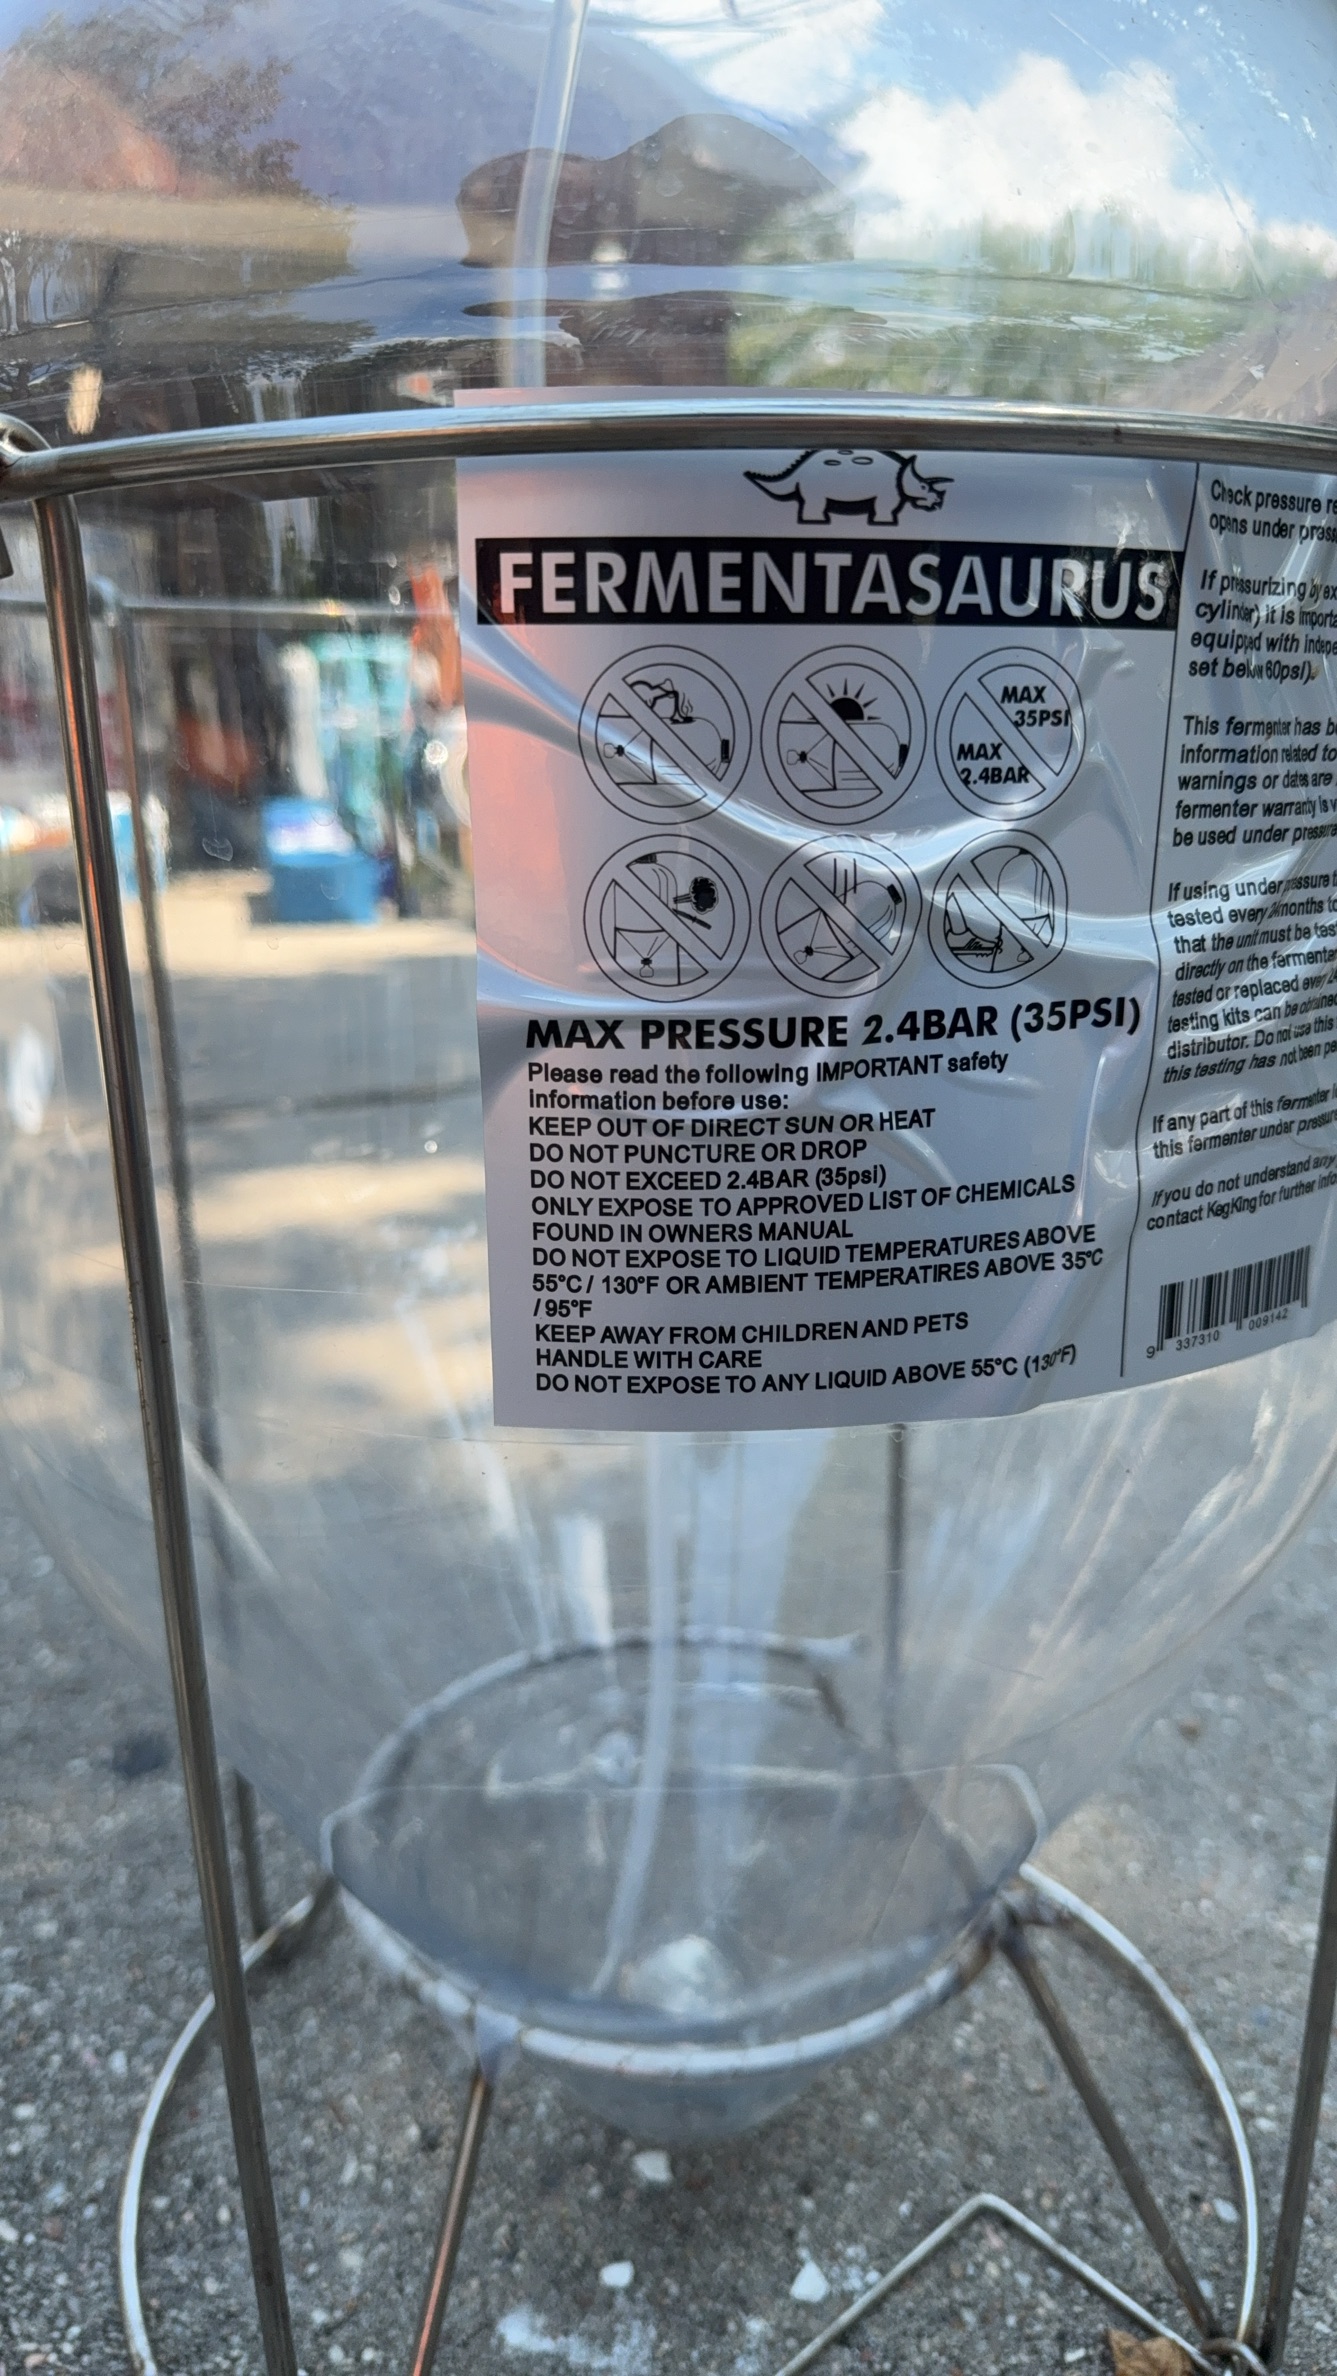 FERMENTASAURUS
MAX
35PSI
MAX
2.4BAR
MAX PRESSURE 2.4BAR (35PSI)
Please read the following IMPORTANT safety
information before use:
KEEP OUT OF DIRECT SUN OR HEAT
DO NOT PUNCTURE OR DROP
DO NOT EXCEED 2.4BAR (35psi)
ONLY EXPOSE TO APPROVED LIST OF CHEMICALS
FOUND IN OWNERS MANUAL
DO NOT EXPOSE TO LIQUID TEMPERATURES ABOVE
55°C / 130°F OR AMBIENT TEMPERATIRES ABOVE 35°C
/ 95°F
KEEP AWAY FROM CHILDREN AND PETS
HANDLE WITH CARE
DO NOT EXPOSE TO ANY LIQUID ABOVE 55°C (130°F)
Check pressure
opens under
If pressurizing by
cylinder) it is
equipped with
set below 60psi).
This fermenter has
information related to
warnings or dates are
fermenter warranty is
be used under pressure
If using under pressure
tested every 24months to
that the unit must be
directly on the
tested or replaced every
testing kits can be obtained
distributor. Do not use this
this testing has not been
If any part of this fermenter
this fermenter under
If you do not understand any
contact KegKing for further
9 337310 009142